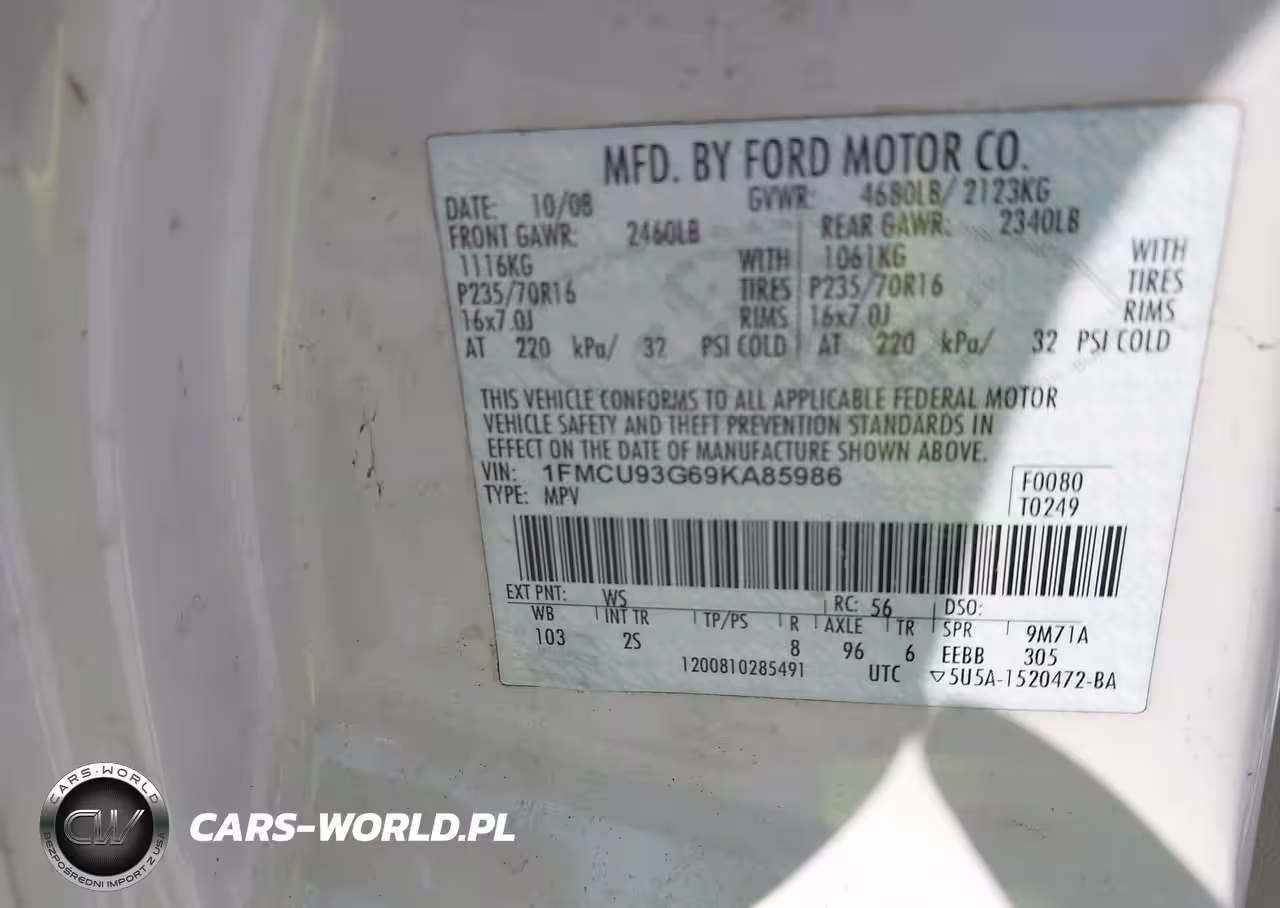 MFD. BY FORD MOTOR CO.
DATE: 10/08 GVWR: 4680LB/ 2123KG
FRONT GAWR: 2460LB REAR GAWR: 2340LB
1116KG WITH 1061KG WITH
P235/70R16 TIRES P235/70R16 TIRES
16x7.0J RIMS 16x7.0J RIMS
AT 220 kPa/ 32 PSI COLD AT 220 kPa/ 32 PSI COLD
THIS VEHICLE CONFORMS TO ALL APPLICABLE FEDERAL MOTOR
VEHICLE SAFETY AND THEFT PREVENTION STANDARDS IN
EFFECT ON THE DATE OF MANUFACTURE SHOWN ABOVE.
VIN: 1FMCU93G69KA85986 F0080
TYPE: MPV T0249
EXT PNT: WS RC: 56 DSO:
WB INT TR TP/PS R AXLE TR SPR 9M71A
103 2S 8 96 6 EEBB 305
1200810285491 UTC ▽5U5A-1520472-BA
CARS-WORLD
CW
BEZPOŚREDNI IMPORT Z USA
CARS-WORLD.PL